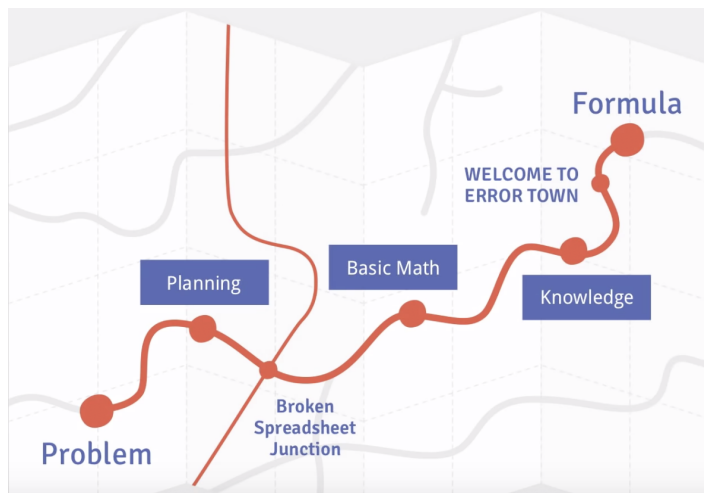 Formula
WELCOME TO
ERROR TOWN
Basic Math
Planning
Knowledge
Broken
Spreadsheet
Junction
Problem